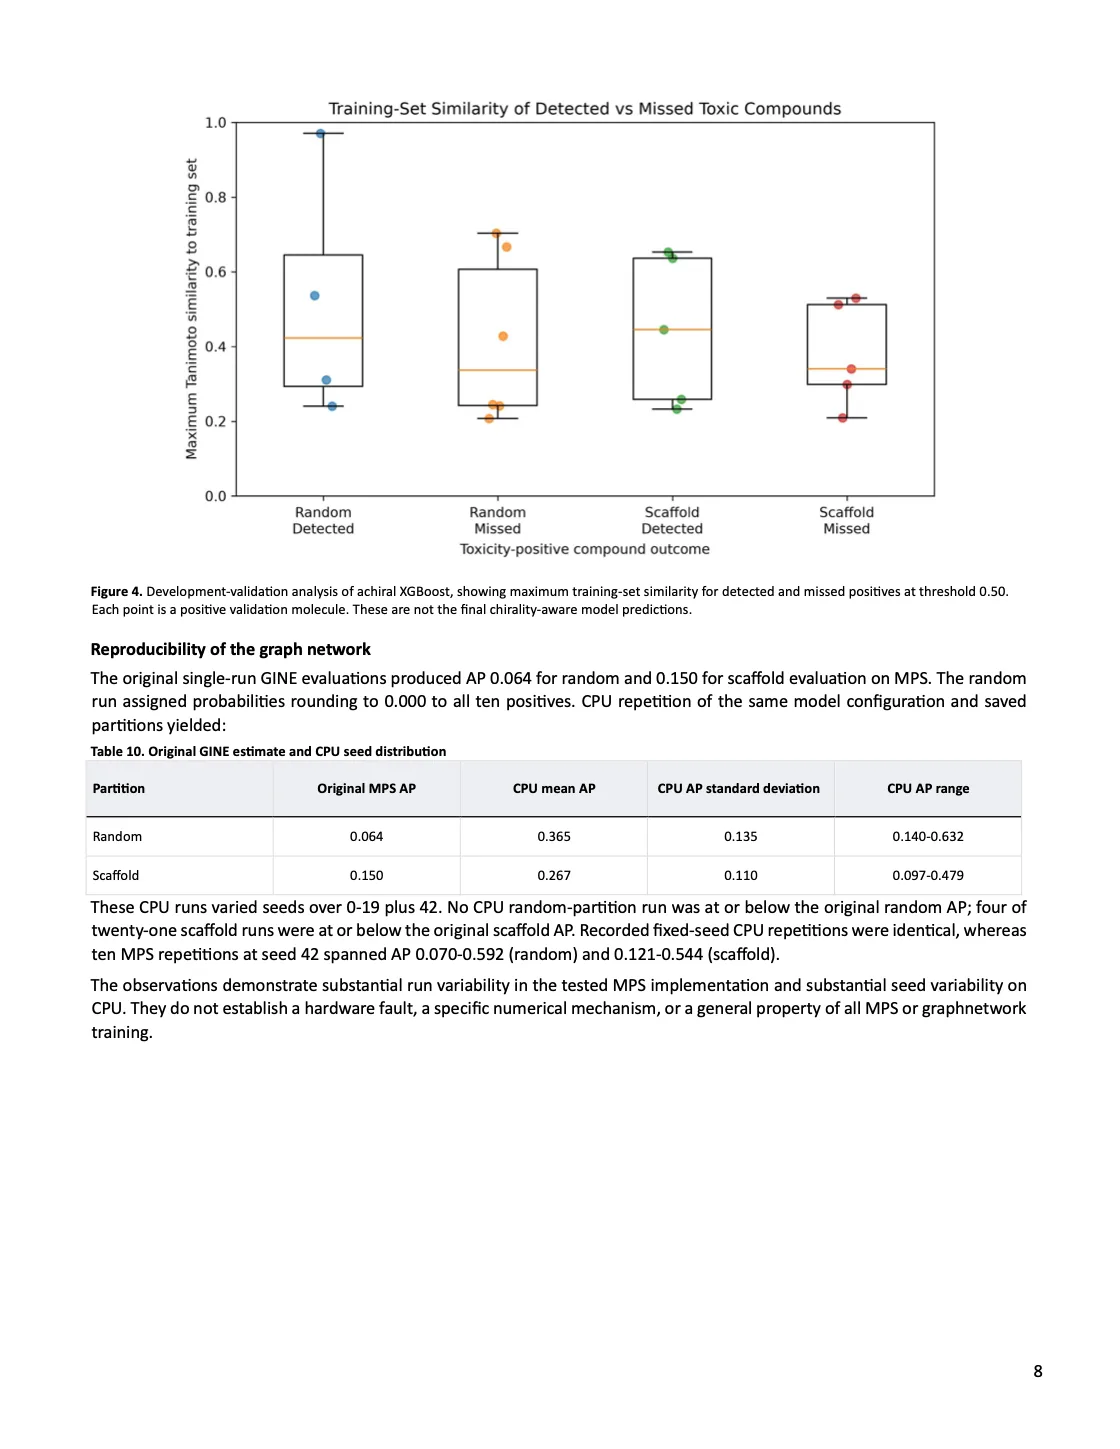 Training-Set Similarity of Detected vs Missed Toxic Compounds
Maximum Tanimoto similarity to training set
1.0
0.8
0.6
0.4
0.2
0.0
Random Detected
Random Missed
Scaffold Detected
Scaffold Missed
Toxicity-positive compound outcome
Figure 4. Development-validation analysis of achiral XGBoost, showing maximum training-set similarity for detected and missed positives at threshold 0.50.
Each point is a positive validation molecule. These are not the final chirality-aware model predictions.
Reproducibility of the graph network
The original single-run GINE evaluations produced AP 0.064 for random and 0.150 for scaffold evaluation on MPS. The random
run assigned probabilities rounding to 0.000 to all ten positives. CPU repetition of the same model configuration and saved
partitions yielded:
Table 10. Original GINE estimate and CPU seed distribution
Partition Original MPS AP CPU mean AP CPU AP standard deviation CPU AP range
Random 0.064 0.365 0.135 0.140-0.632
Scaffold 0.150 0.267 0.110 0.097-0.479
These CPU runs varied seeds over 0-19 plus 42. No CPU random-partition run was at or below the original random AP; four of
twenty-one scaffold runs were at or below the original scaffold AP. Recorded fixed-seed CPU repetitions were identical, whereas
ten MPS repetitions at seed 42 spanned AP 0.070-0.592 (random) and 0.121-0.544 (scaffold).
The observations demonstrate substantial run variability in the tested MPS implementation and substantial seed variability on
CPU. They do not establish a hardware fault, a specific numerical mechanism, or a general property of all MPS or graphnetwork
training.
8